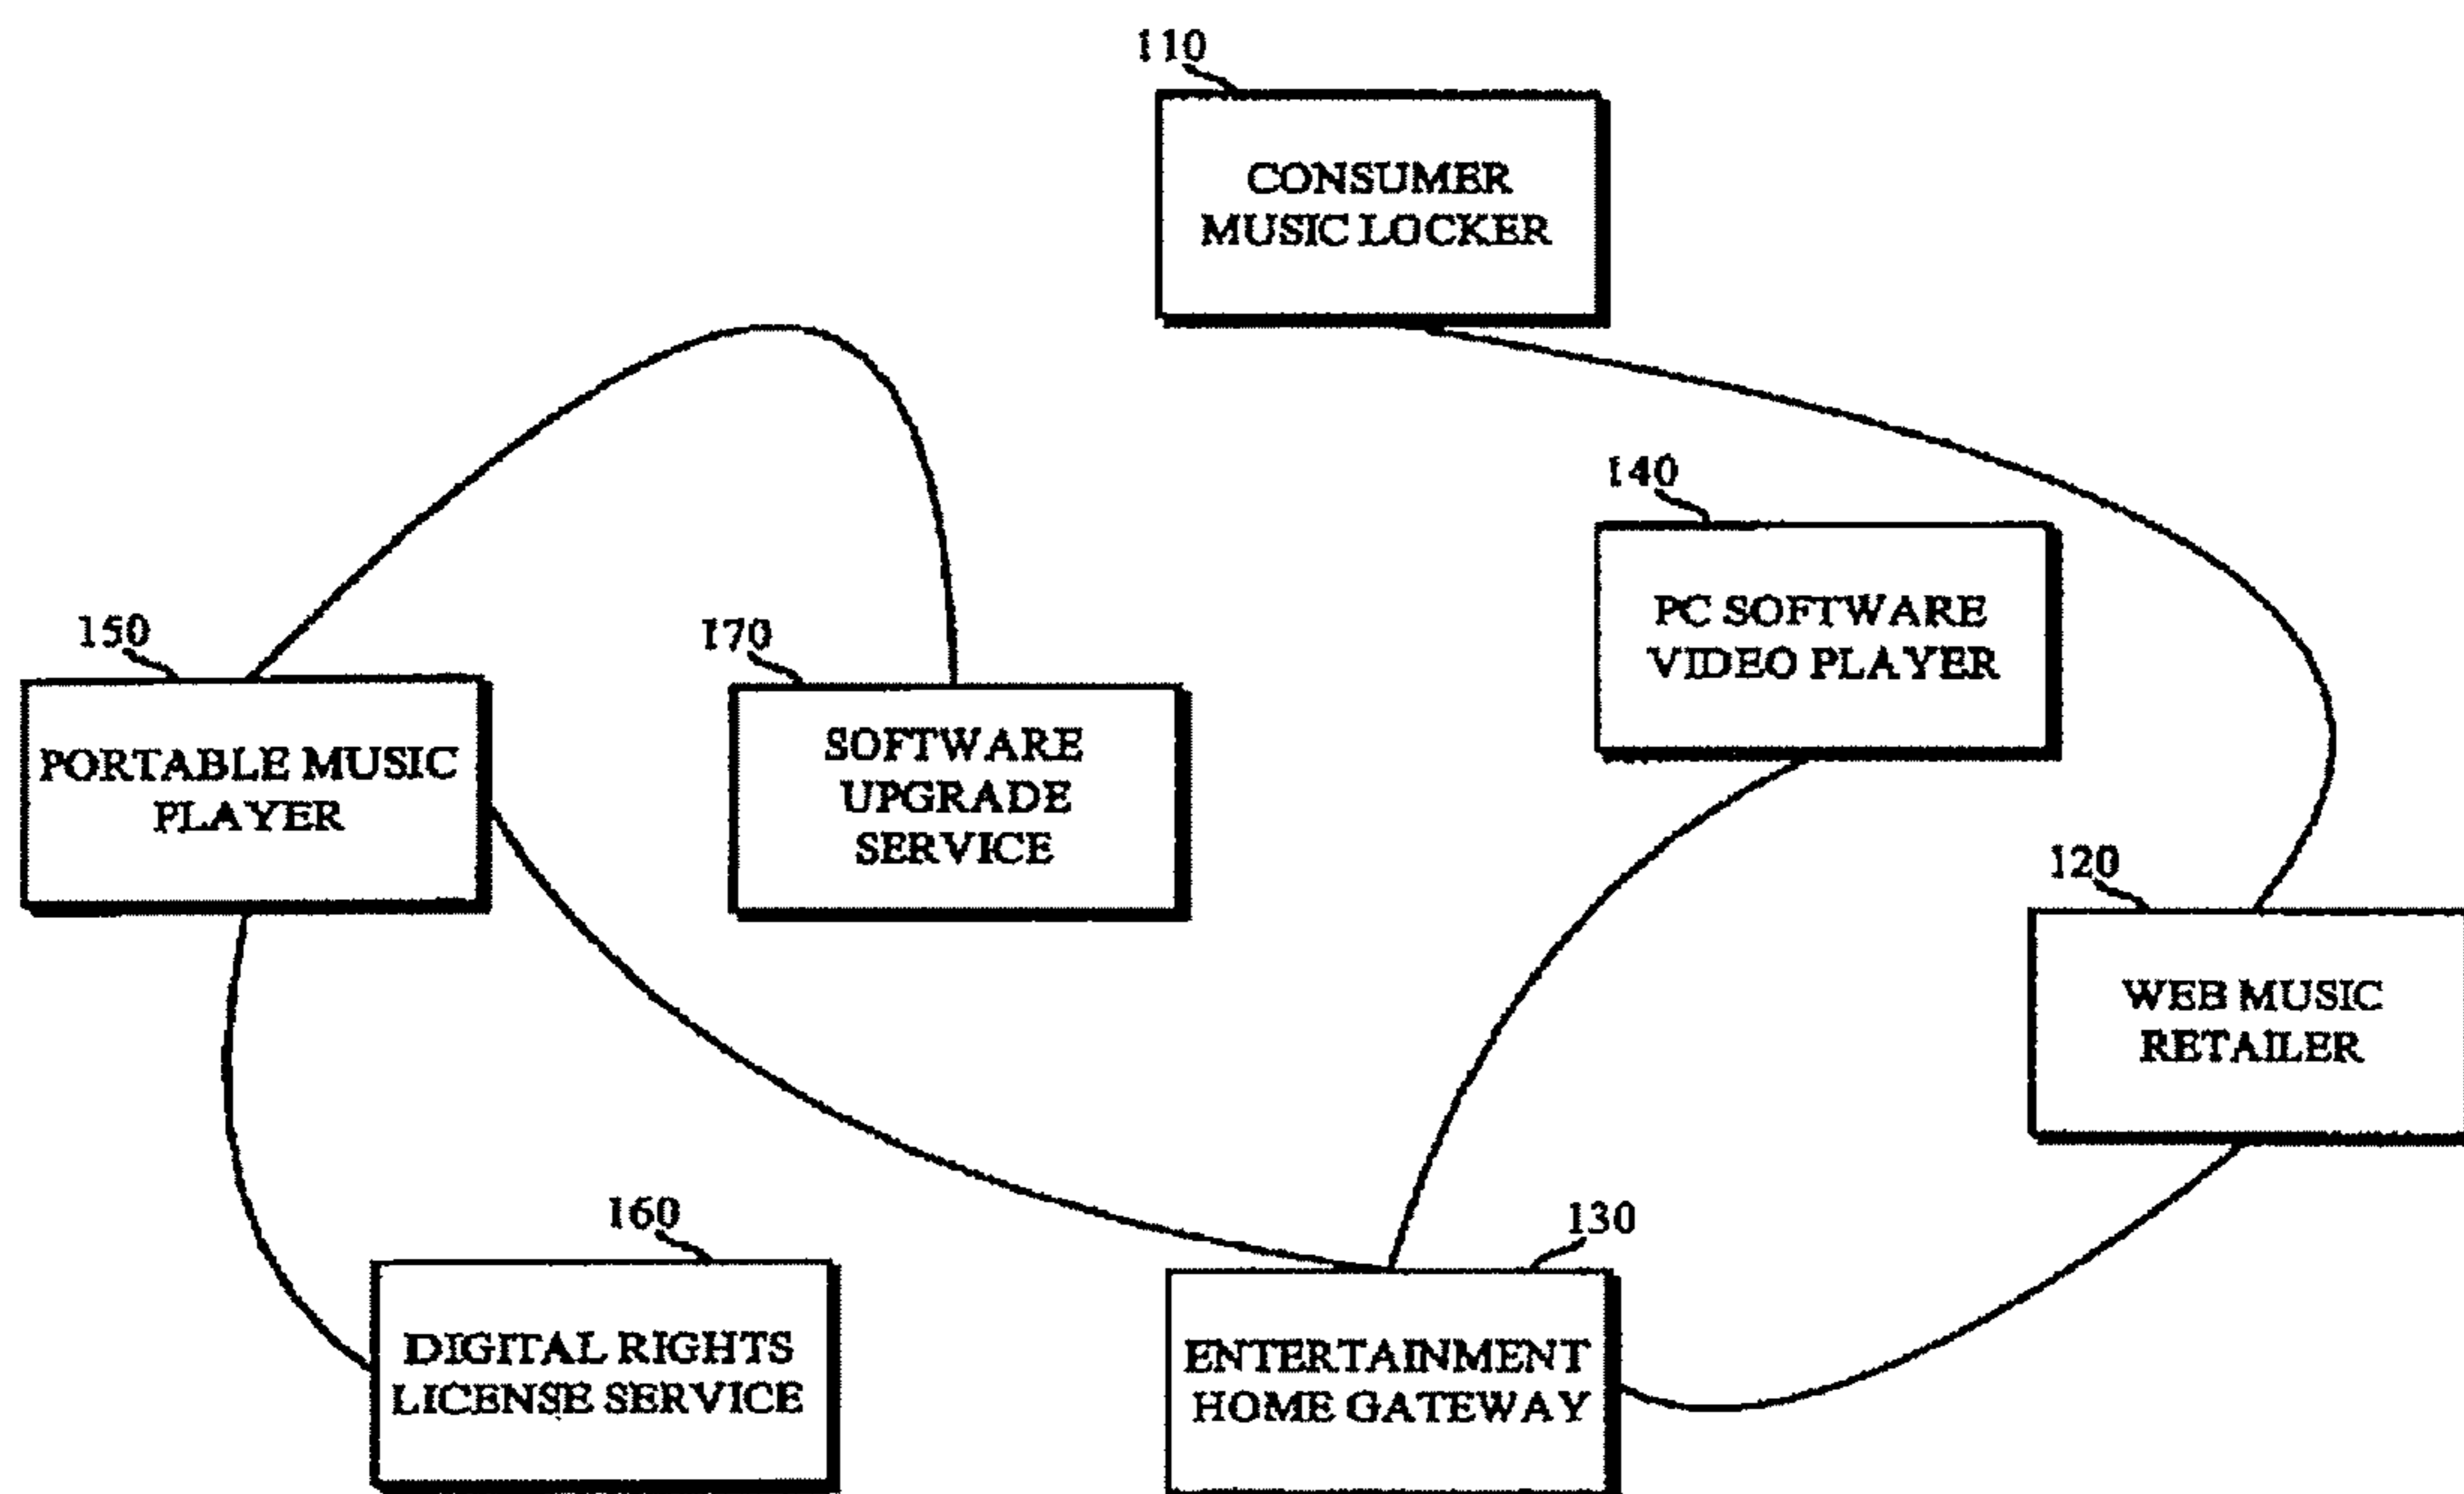 110
CONSUMER
MUSIC LOCKER
140
PC SOFTWARE
VIDEO PLAYER
150
PORTABLE MUSIC
PLAYER
170
SOFTWARE
UPGRADE
SERVICE
120
WEB MUSIC
RETAILER
160
DIGITAL RIGHTS
LICENSE SERVICE
130
ENTERTAINMENT
HOME GATEWAY